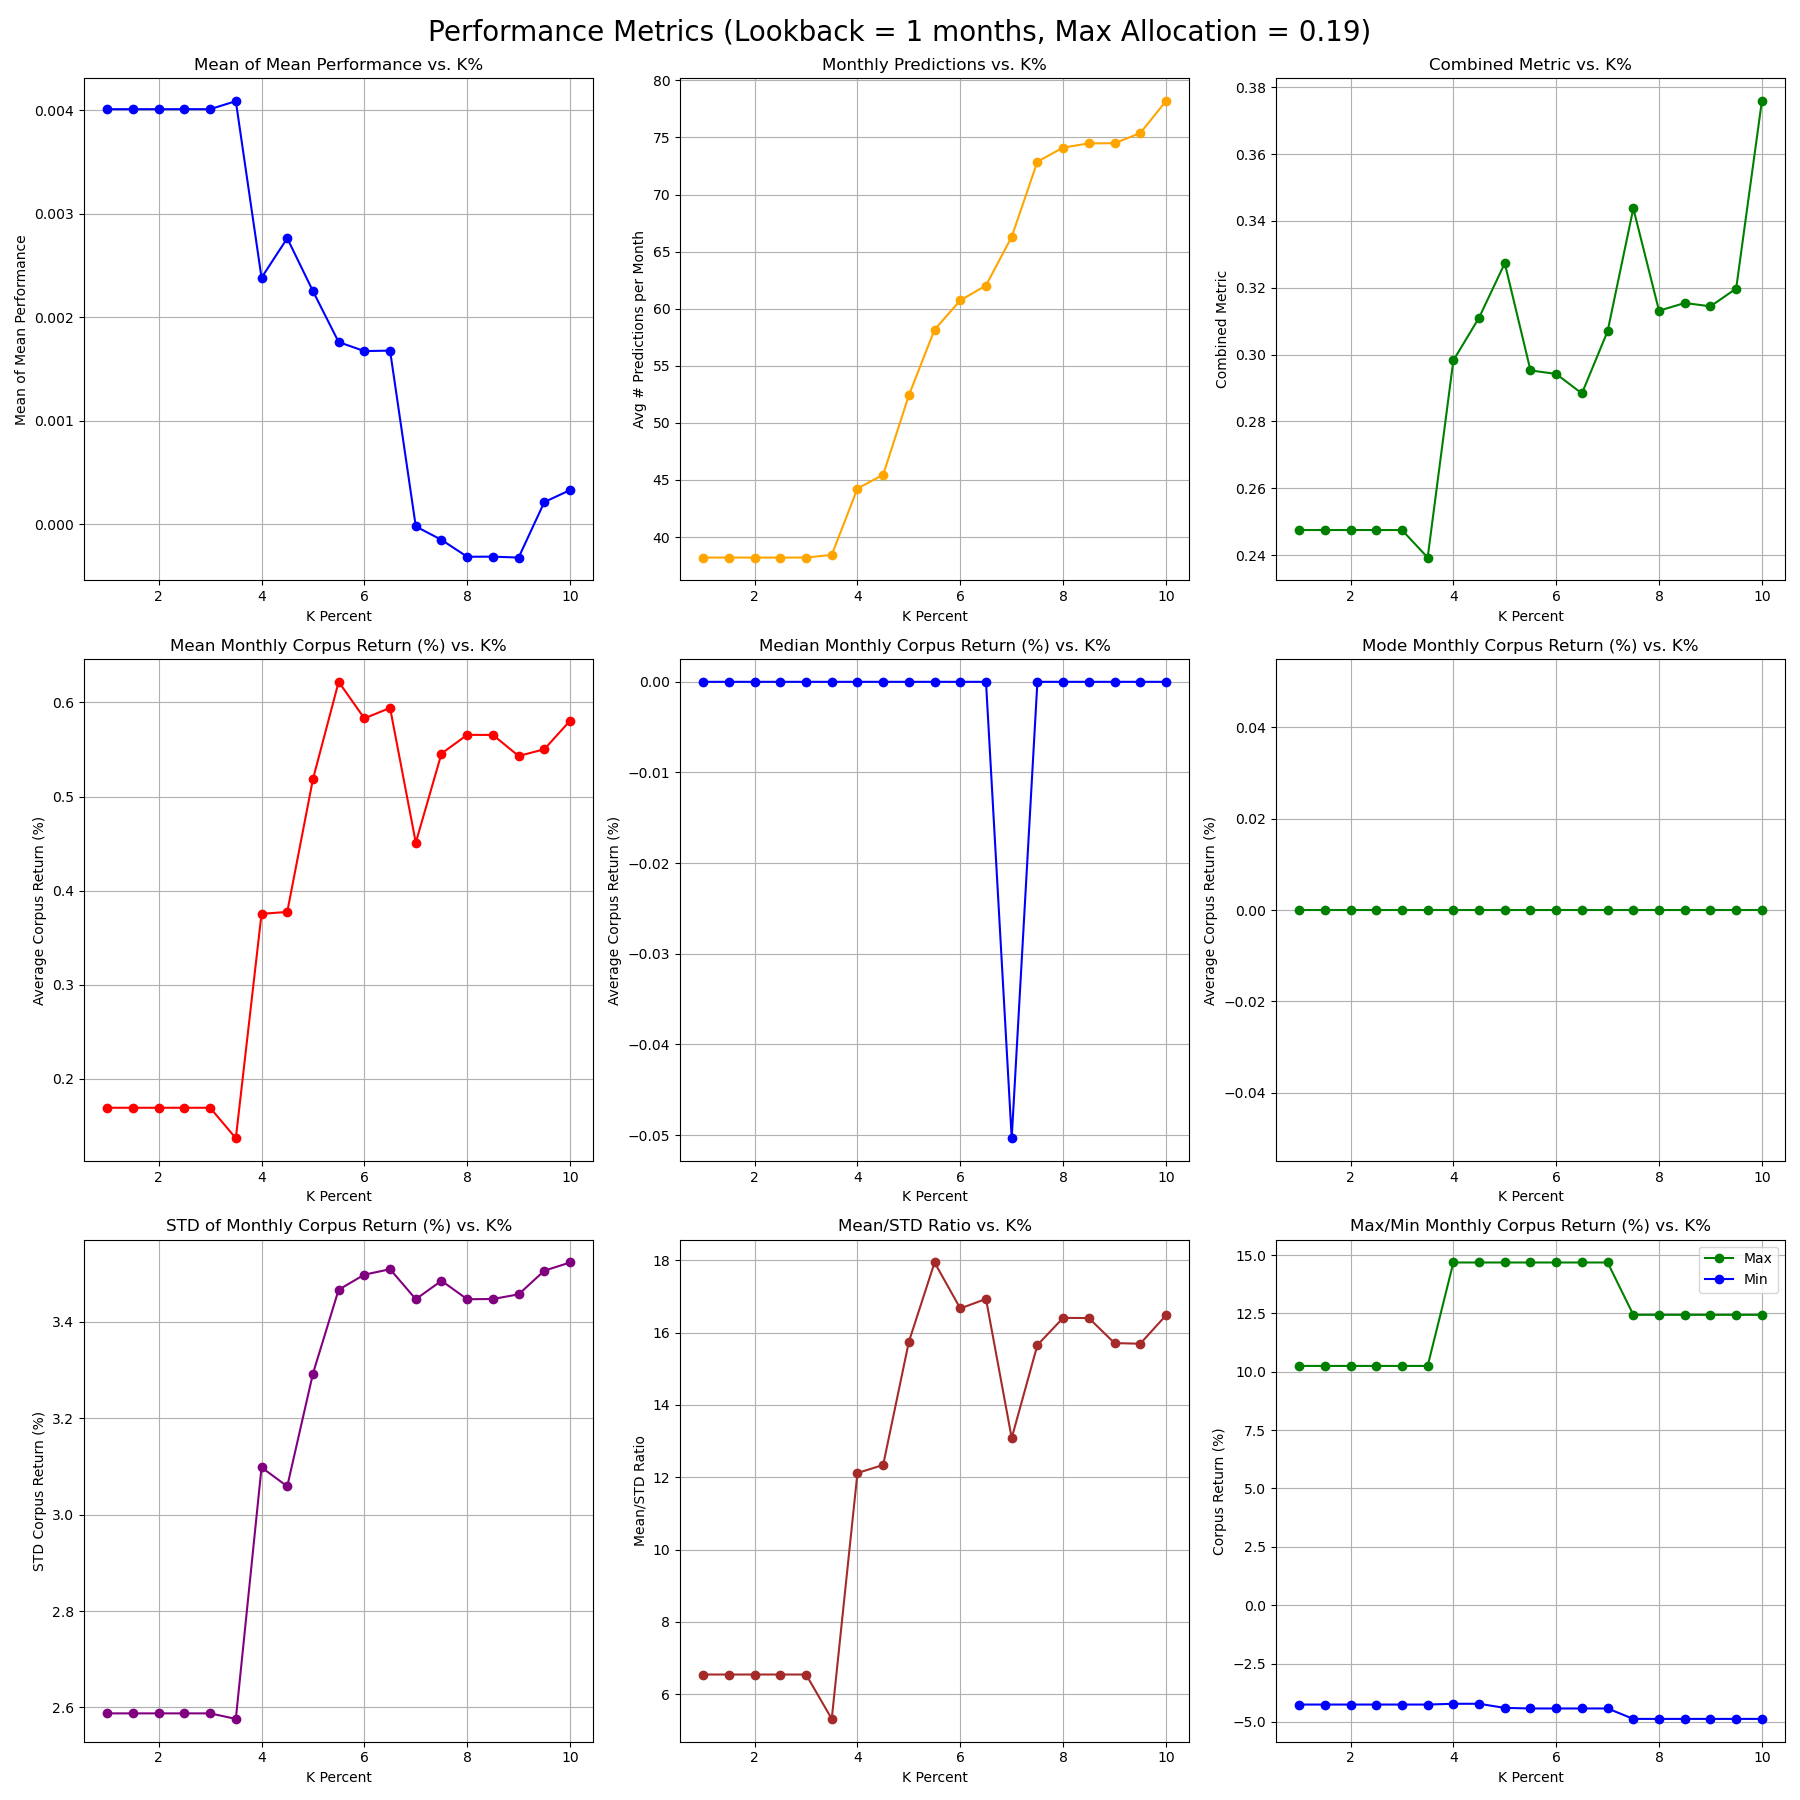 Performance Metrics (Lookback = 1 months, Max Allocation = 0.19)
Mean of Mean Performance vs. K%
Mean of Mean Performance
0.004
0.003
0.002
0.001
0.000
2 4 6 8 10
K Percent
Monthly Predictions vs. K%
Avg # Predictions per Month
80
75
70
65
60
55
50
45
40
2 4 6 8 10
K Percent
Combined Metric vs. K%
Combined Metric
0.38
0.36
0.34
0.32
0.30
0.28
0.26
0.24
2 4 6 8 10
K Percent
Mean Monthly Corpus Return (%) vs. K%
Average Corpus Return (%)
0.6
0.5
0.4
0.3
0.2
2 4 6 8 10
K Percent
Median Monthly Corpus Return (%) vs. K%
Average Corpus Return (%)
0.00
−0.01
−0.02
−0.03
−0.04
−0.05
2 4 6 8 10
K Percent
Mode Monthly Corpus Return (%) vs. K%
Average Corpus Return (%)
0.04
0.02
0.00
−0.02
−0.04
2 4 6 8 10
K Percent
STD of Monthly Corpus Return (%) vs. K%
STD Corpus Return (%)
3.4
3.2
3.0
2.8
2.6
2 4 6 8 10
K Percent
Mean/STD Ratio vs. K%
Mean/STD Ratio
18
16
14
12
10
8
6
2 4 6 8 10
K Percent
Max/Min Monthly Corpus Return (%) vs. K%
Corpus Return (%)
15.0
12.5
10.0
7.5
5.0
2.5
0.0
−2.5
−5.0
Max
Min
2 4 6 8 10
K Percent